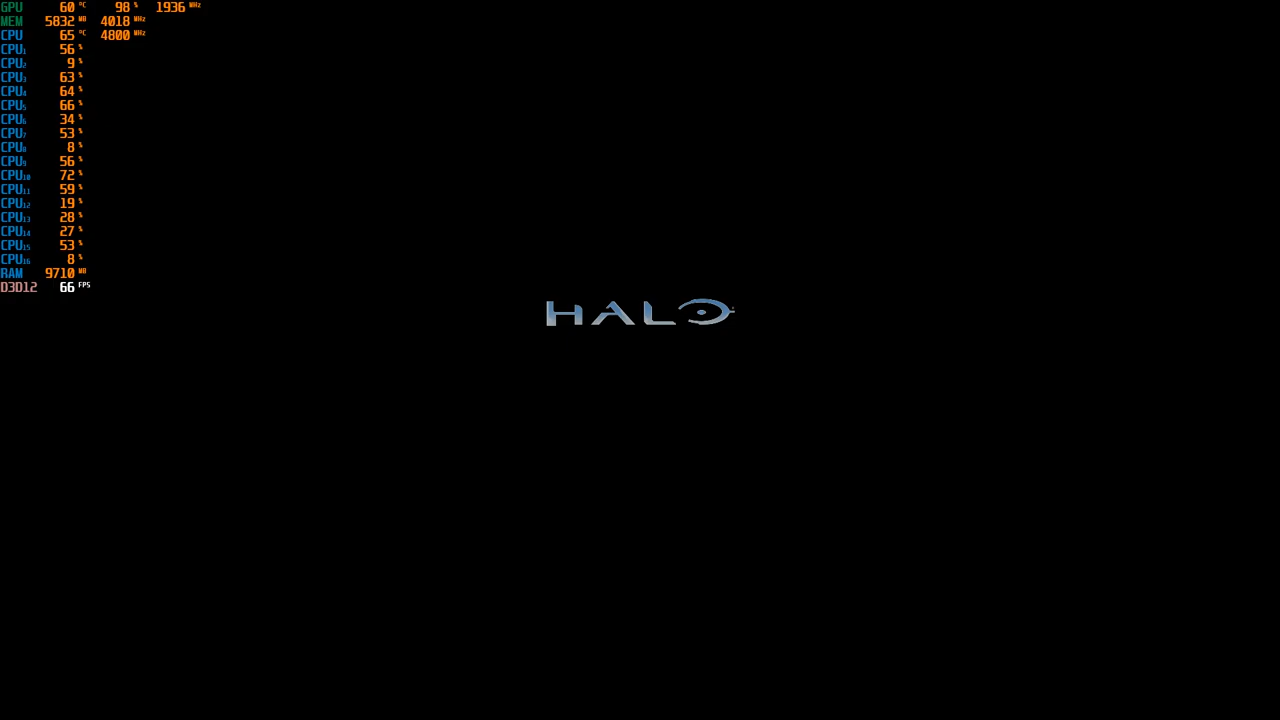 GPU 60 °C 98 % 1936 MHz
MEM 5832 MB 4018 MHz
CPU 65 °C 4800 MHz
CPU1 56 %
CPU2 9 %
CPU3 63 %
CPU4 64 %
CPU5 66 %
CPU6 34 %
CPU7 53 %
CPU8 8 %
CPU9 56 %
CPU10 72 %
CPU11 59 %
CPU12 19 %
CPU13 28 %
CPU14 27 %
CPU15 53 %
CPU16 8 %
RAM 9710 MB
D3D12 66 FPS
HALO